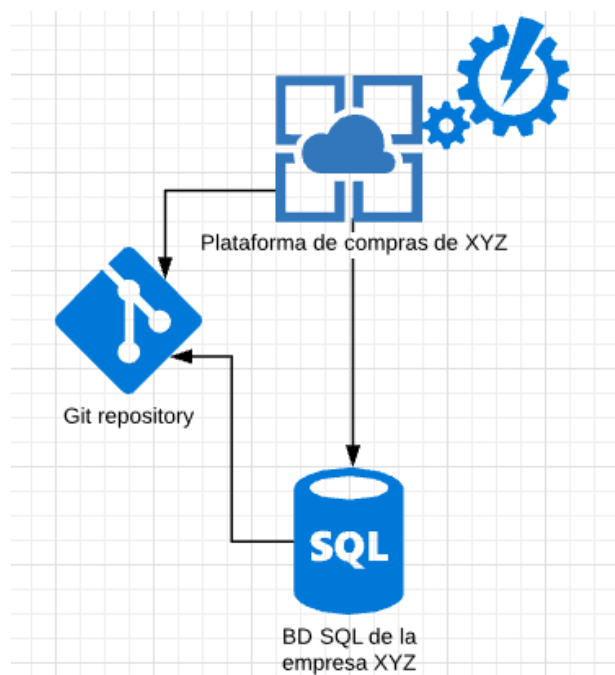 Plataforma de compras de XYZ
Git repository
SQL
BD SQL de la
empresa XYZ